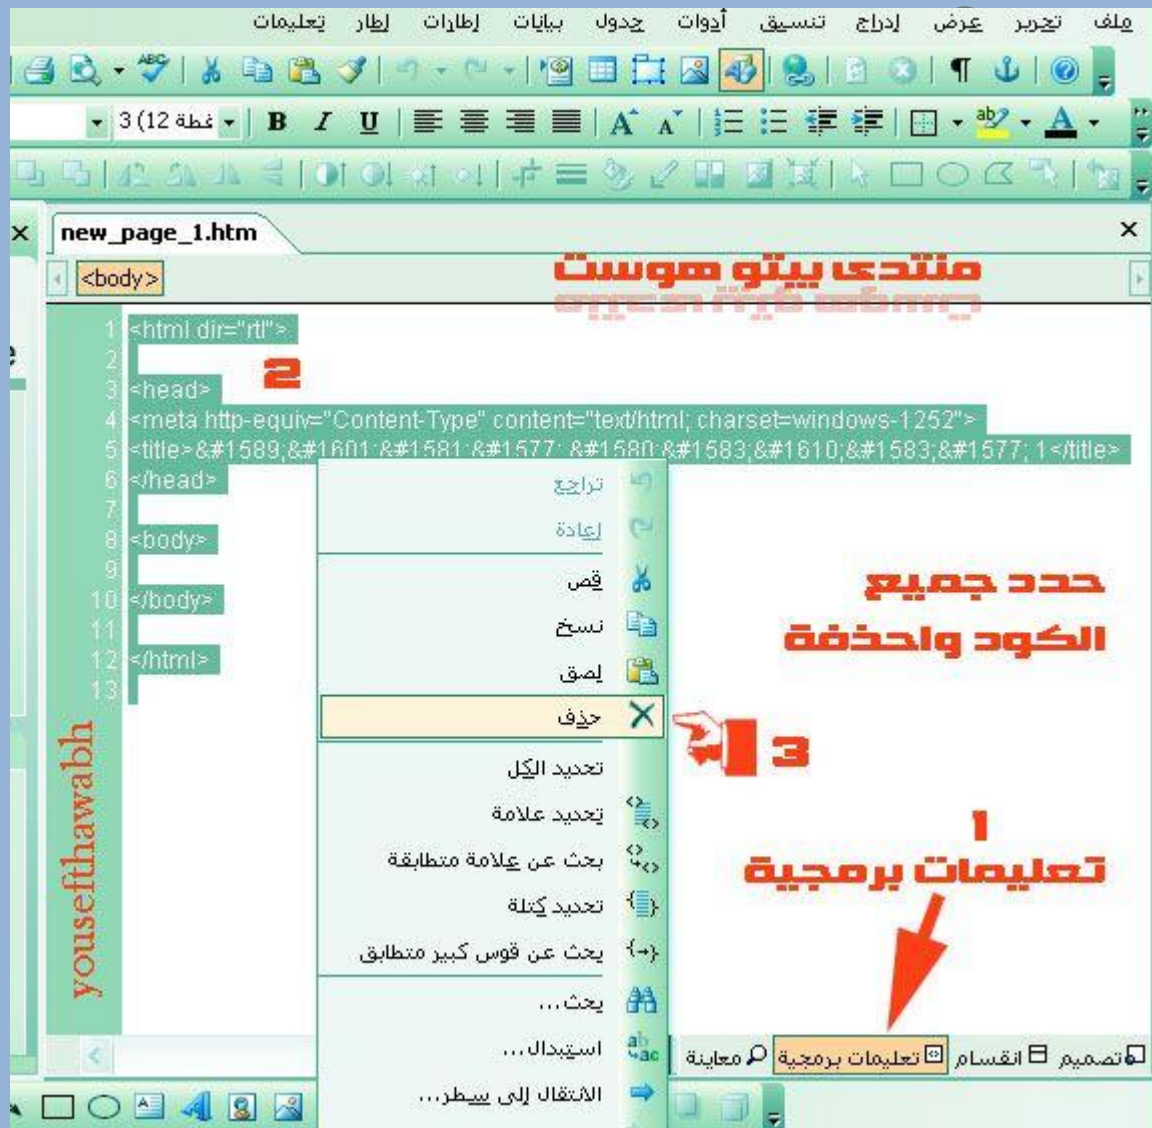 ملف تحرير عرض إدراج تنسيق أدوات جدول بيانات إطارات إطار تعليمات
3 (12 نقطة
B I U
new_page_1.htm
<body>
منتدى بيتو هوست
1 <html dir="rtl">
2
2
3 <head>
4 <meta http-equiv="Content-Type" content="text/html; charset=windows-1252">
5 <title>&#1589;&#1601;&#1581;&#1577; &#1580;&#1583;&#1610;&#1583;&#1577; 1</title>
6 </head>
7
8 <body>
9
10 </body>
11
12 </html>
13
تراجع
إعادة
قص
نسخ
لصق
حذف
تحديد الكل
تحديد علامة
بحث عن علامة متطابقة
تحديد كتلة
بحث عن قوس كبير متطابق
بحث...
استبدال...
الانتقال إلى سطر...
حدد جميع
الكود واحذفة
3
1
تعليمات برمجية
yousefthawabh
تصميم انقسام تعليمات برمجية معاينة